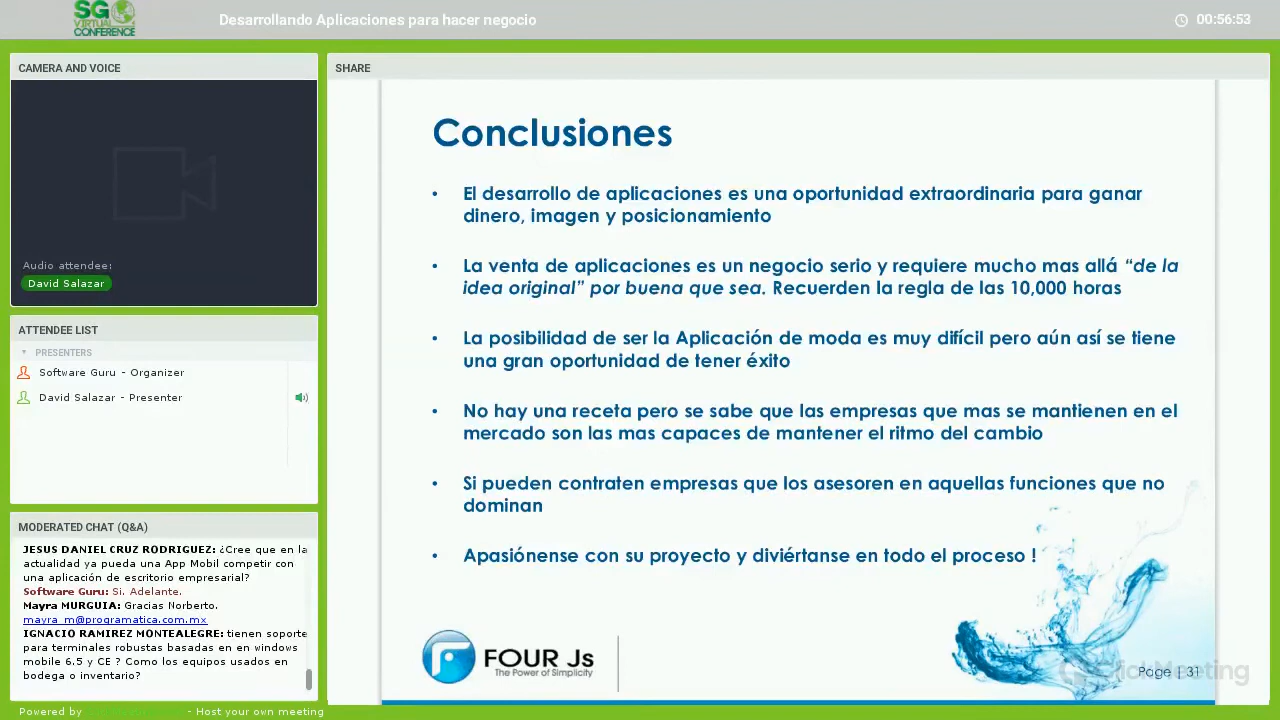 SG
VIRTUAL
CONFERENCE
Desarrollando Aplicaciones para hacer negocio
00:56:53
CAMERA AND VOICE
Audio attendee:
David Salazar
ATTENDEE LIST
PRESENTERS
Software Guru - Organizer
David Salazar - Presenter
MODERATED CHAT (Q&A)
JESUS DANIEL CRUZ RODRIGUEZ: ¿Cree que en la
actualidad ya pueda una App Mobil competir con
una aplicación de escritorio empresarial?
Software Guru: Si. Adelante.
Mayra MURGUIA: Gracias Norberto.
mayra_m@programatica.com.mx
IGNACIO RAMIREZ MONTEALEGRE: tienen soporte
para terminales robustas basadas en en windows
mobile 6.5 y CE ? Como los equipos usados en
bodega o inventario?
Powered by
- Host your own meeting
SHARE
Conclusiones
• El desarrollo de aplicaciones es una oportunidad extraordinaria para ganar
dinero, imagen y posicionamiento
• La venta de aplicaciones es un negocio serio y requiere mucho mas allá “de la
idea original” por buena que sea. Recuerden la regla de las 10,000 horas
• La posibilidad de ser la Aplicación de moda es muy difícil pero aún así se tiene
una gran oportunidad de tener éxito
• No hay una receta pero se sabe que las empresas que mas se mantienen en el
mercado son las mas capaces de mantener el ritmo del cambio
• Si pueden contraten empresas que los asesoren en aquellas funciones que no
dominan
• Apasiónense con su proyecto y diviértanse en todo el proceso !
FOUR Js
The Power of Simplicity
Page | 31
ClickMeeting